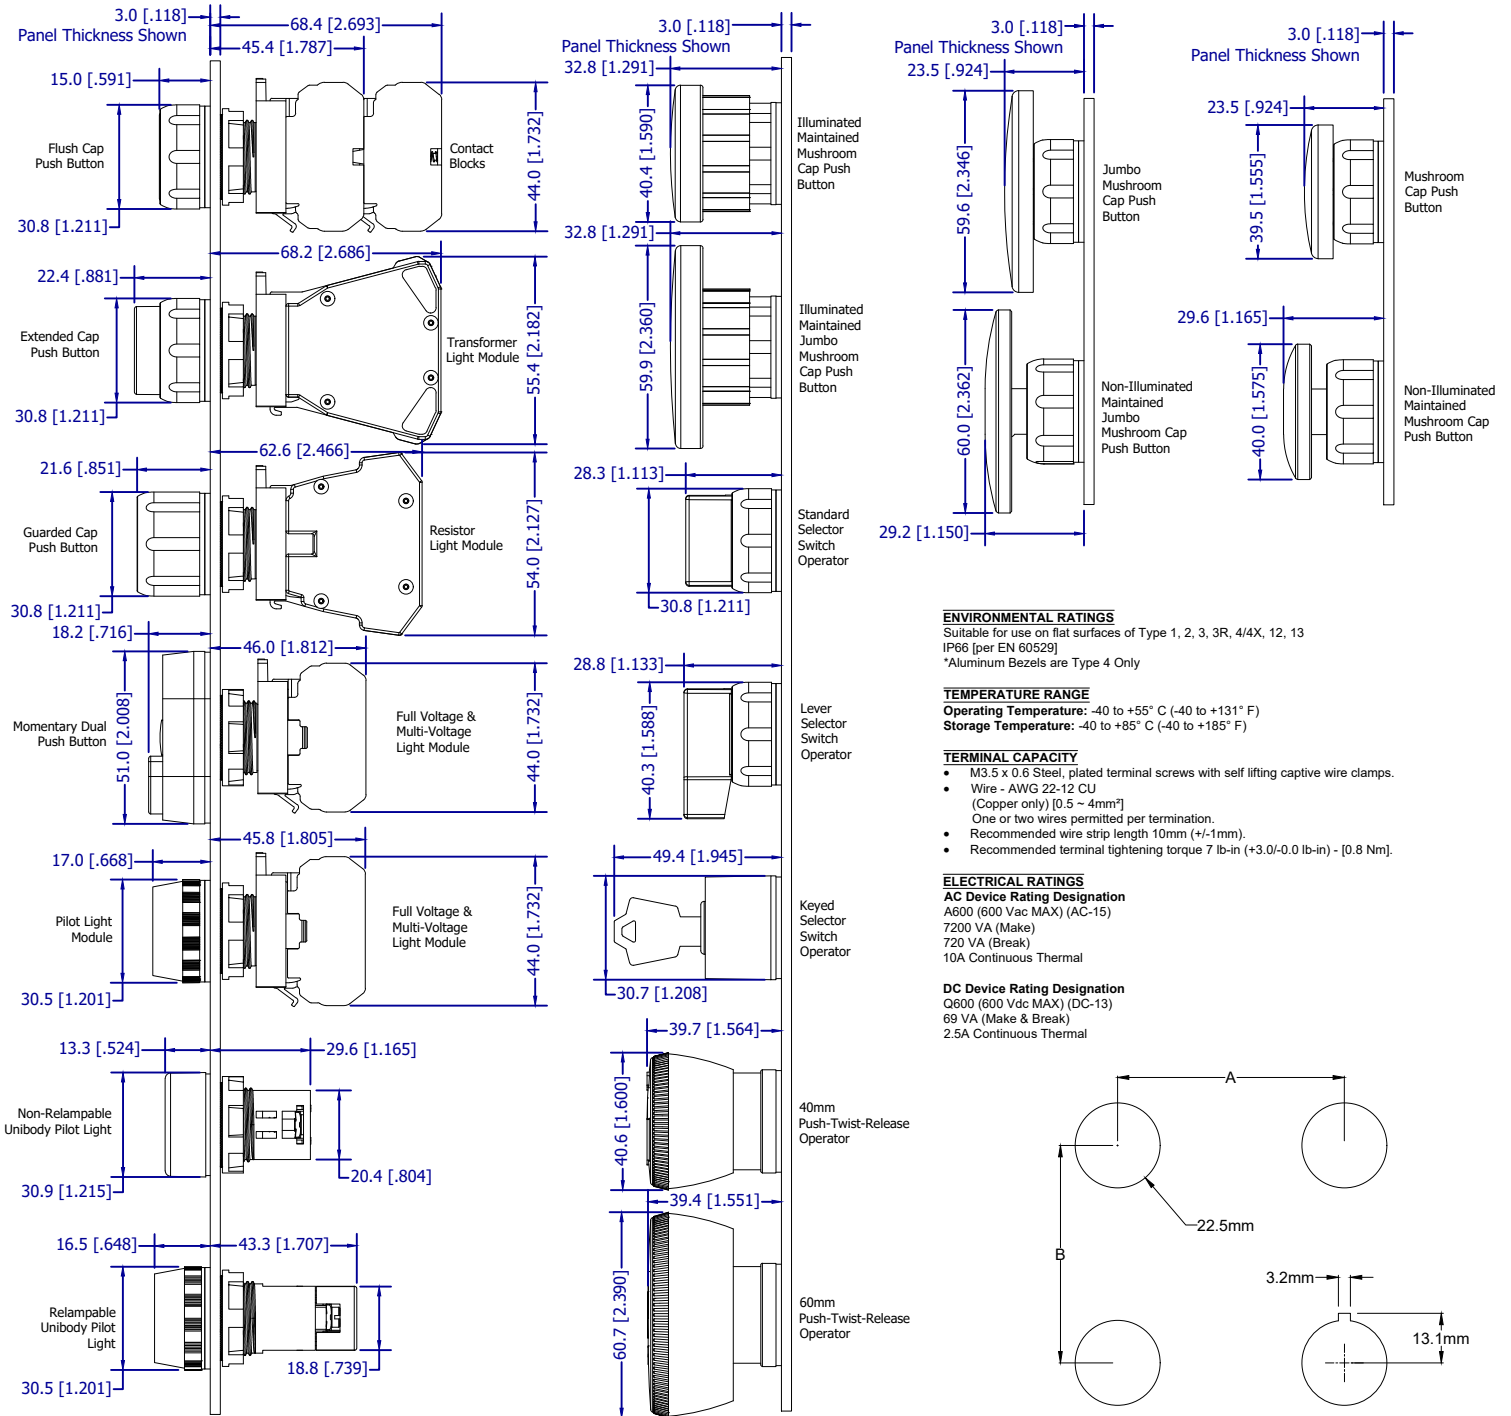 3.0 [.118]
Panel Thickness Shown
68.4 [2.693]
45.4 [1.787]
15.0 [.591]
Flush Cap
Push Button
30.8 [1.211]
Contact
Blocks
44.0 [1.732]
68.2 [2.686]
22.4 [.881]
Extended Cap
Push Button
30.8 [1.211]
Transformer
Light Module
55.4 [2.182]
62.6 [2.466]
21.6 [.851]
Guarded Cap
Push Button
30.8 [1.211]
Resistor
Light Module
54.0 [2.127]
18.2 [.716]
46.0 [1.812]
Momentary Dual
Push Button
51.0 [2.008]
Full Voltage &
Multi-Voltage
Light Module
44.0 [1.732]
45.8 [1.805]
17.0 [.668]
Pilot Light
Module
30.5 [1.201]
Full Voltage &
Multi-Voltage
Light Module
44.0 [1.732]
13.3 [.524]
29.6 [1.165]
Non-Relampable
Unibody Pilot Light
30.9 [1.215]
20.4 [.804]
16.5 [.648]
43.3 [1.707]
Relampable
Unibody Pilot
Light
30.5 [1.201]
18.8 [.739]
3.0 [.118]
Panel Thickness Shown
32.8 [1.291]
40.4 [1.590]
Illuminated
Maintained
Mushroom
Cap Push
Button
32.8 [1.291]
59.9 [2.360]
Illuminated
Maintained
Jumbo
Mushroom
Cap Push
Button
28.3 [1.113]
Standard
Selector
Switch
Operator
30.8 [1.211]
28.8 [1.133]
40.3 [1.588]
Lever
Selector
Switch
Operator
49.4 [1.945]
Keyed
Selector
Switch
Operator
30.7 [1.208]
39.7 [1.564]
40.6 [1.600]
40mm
Push-Twist-Release
Operator
39.4 [1.551]
60.7 [2.390]
60mm
Push-Twist-Release
Operator
3.0 [.118]
Panel Thickness Shown
23.5 [.924]
59.6 [2.346]
Jumbo
Mushroom
Cap Push
Button
60.0 [2.362]
Non-Illuminated
Maintained
Jumbo
Mushroom Cap
Push Button
29.2 [1.150]
3.0 [.118]
Panel Thickness Shown
23.5 [.924]
39.5 [1.555]
Mushroom
Cap Push
Button
29.6 [1.165]
40.0 [1.575]
Non-Illuminated
Maintained
Mushroom Cap
Push Button
ENVIRONMENTAL RATINGS
Suitable for use on flat surfaces of Type 1, 2, 3, 3R, 4/4X, 12, 13
IP66 [per EN 60529]
*Aluminum Bezels are Type 4 Only
TEMPERATURE RANGE
Operating Temperature: -40 to +55° C (-40 to +131° F)
Storage Temperature: -40 to +85° C (-40 to +185° F)
TERMINAL CAPACITY
• M3.5 x 0.6 Steel, plated terminal screws with self lifting captive wire clamps.
• Wire - AWG 22-12 CU
(Copper only) [0.5 ~ 4mm²]
One or two wires permitted per termination.
• Recommended wire strip length 10mm (+/-1mm).
• Recommended terminal tightening torque 7 lb-in (+3.0/-0.0 lb-in) - [0.8 Nm].
ELECTRICAL RATINGS
AC Device Rating Designation
A600 (600 Vac MAX) (AC-15)
7200 VA (Make)
720 VA (Break)
10A Continuous Thermal
DC Device Rating Designation
Q600 (600 Vdc MAX) (DC-13)
69 VA (Make & Break)
2.5A Continuous Thermal
A
22.5mm
B
3.2mm
13.1mm